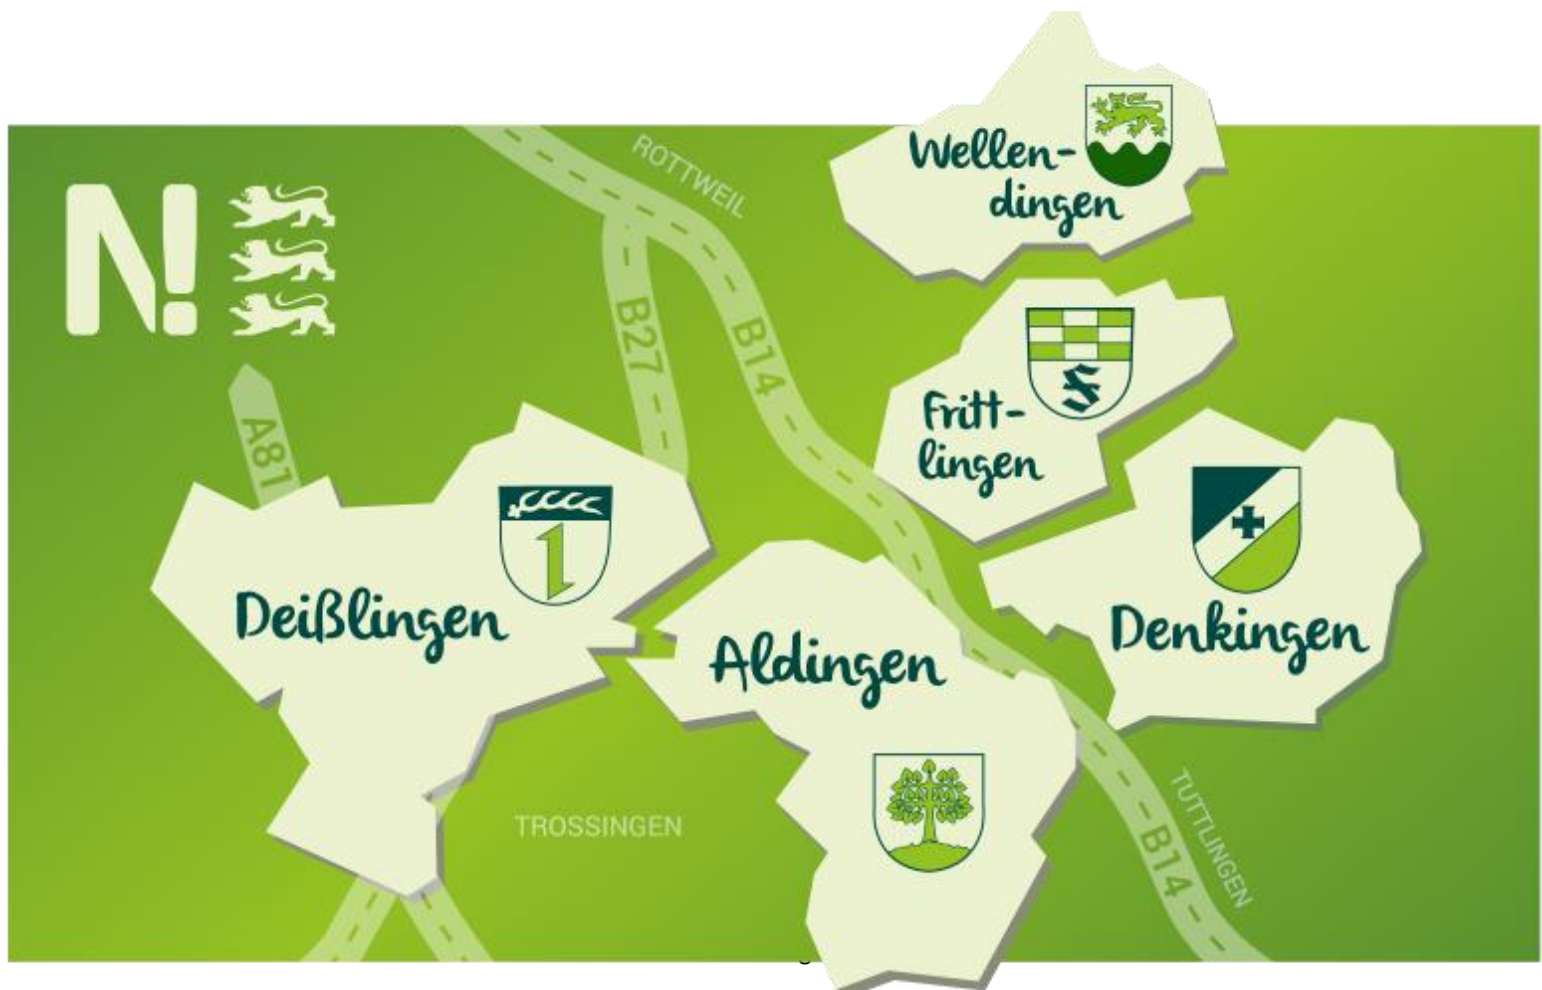 Wellen-
dingen
ROTTWEIL
N!
B27
B14
Fritt-
lingen
A81
Deißlingen
Aldingen
Denkingen
TROSSINGEN
TUTTLINGEN
B14